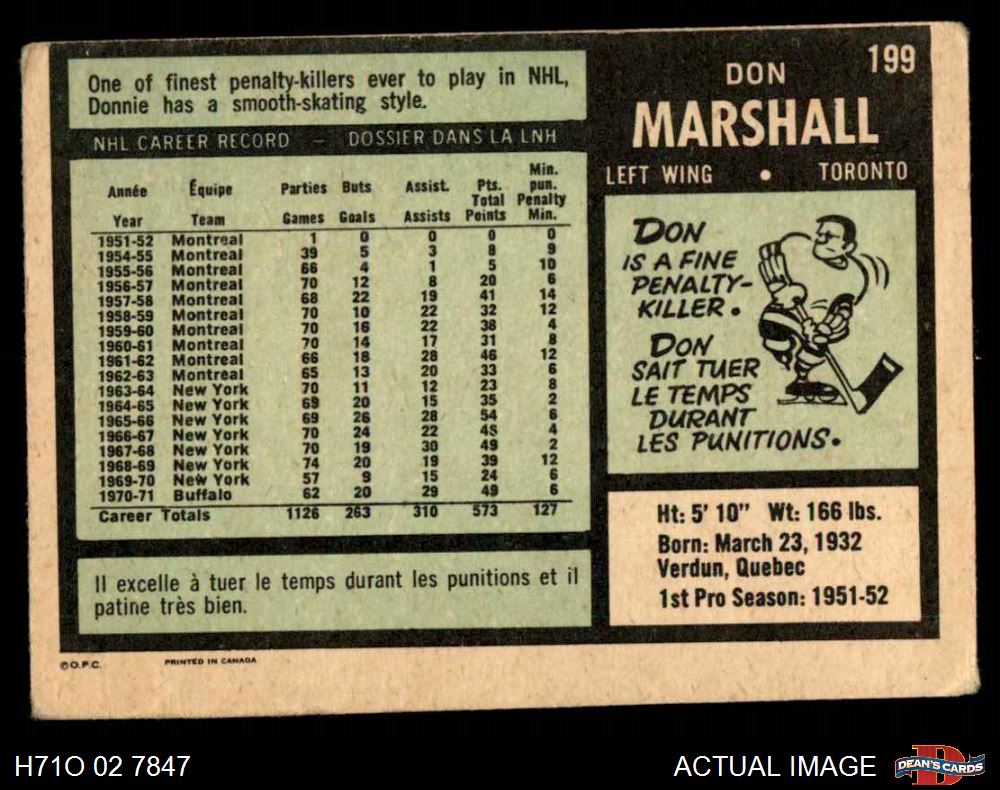 199
DON
MARSHALL
LEFT WING • TORONTO
One of finest penalty-killers ever to play in NHL,
Donnie has a smooth-skating style.
NHL CAREER RECORD – DOSSIER DANS LA LNH
Année Équipe Parties Buts Assist. Pts. Total Min. pun.
Year Team Games Goals Assists Points Penalty Min.
1951-52 Montreal 1 0 0 0 0
1954-55 Montreal 39 5 3 8 9
1955-56 Montreal 66 4 1 5 10
1956-57 Montreal 70 12 8 20 6
1957-58 Montreal 68 22 19 41 14
1958-59 Montreal 70 10 22 32 12
1959-60 Montreal 70 16 22 38 4
1960-61 Montreal 70 14 17 31 8
1961-62 Montreal 66 18 28 46 12
1962-63 Montreal 65 13 20 33 6
1963-64 New York 70 11 12 23 8
1964-65 New York 69 20 15 35 2
1965-66 New York 69 26 28 54 6
1966-67 New York 70 24 22 45 4
1967-68 New York 70 19 30 49 2
1968-69 New York 74 20 19 39 12
1969-70 New York 57 9 15 24 6
1970-71 Buffalo 62 20 29 49 6
Career Totals 1126 263 310 573 127
Il excelle à tuer le temps durant les punitions et il
patine très bien.
DON
IS A FINE
PENALTY-
KILLER.
DON
SAIT TUER
LE TEMPS
DURANT
LES PUNITIONS.
Ht: 5' 10" Wt: 166 lbs.
Born: March 23, 1932
Verdun, Quebec
1st Pro Season: 1951-52
© O.P.C. PRINTED IN CANADA
H71O 02 7847 ACTUAL IMAGE DEAN'S CARDS